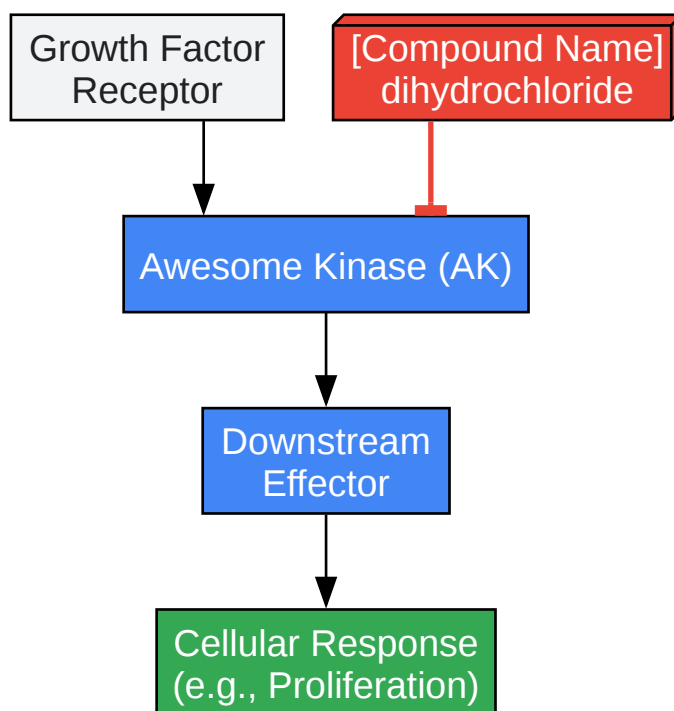 Growth Factor
Receptor
[Compound Name]
dihydrochloride
Awesome Kinase (AK)
Downstream
Effector
Cellular Response
(e.g., Proliferation)